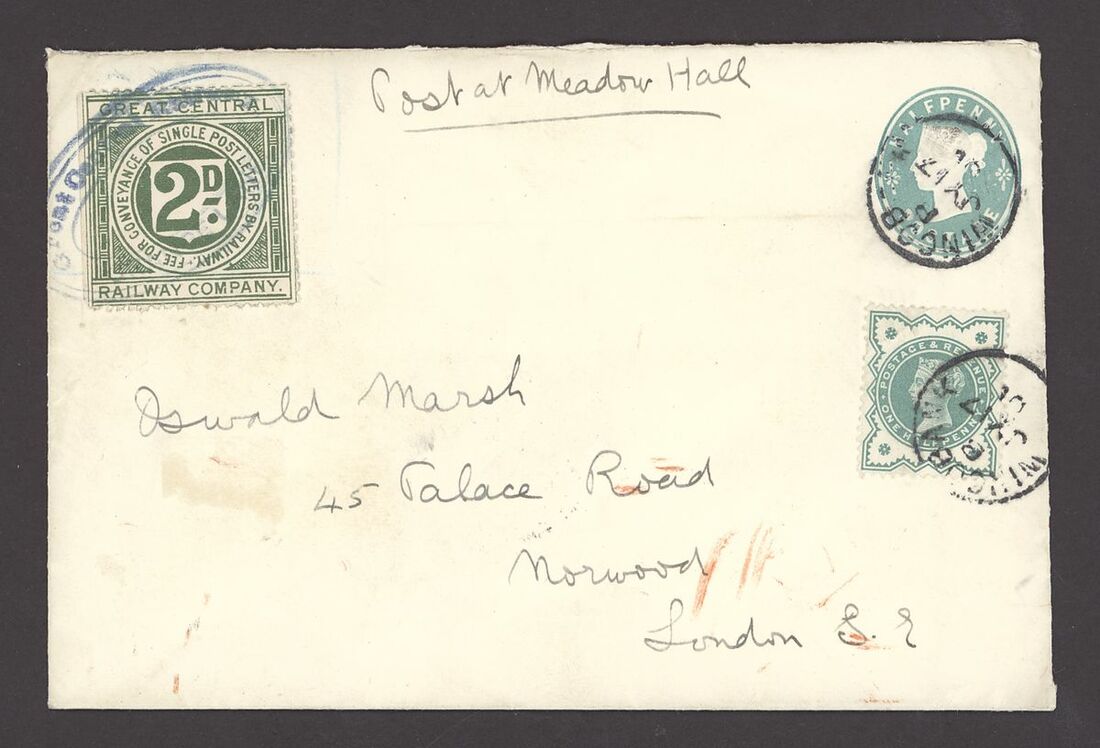 Post at Meadow Hall
GREAT CENTRAL
FEE FOR CONVEYANCE OF SINGLE POST LETTERS BY RAILWAY.
2D
RAILWAY COMPANY.
HALFPENNY
POSTAGE & REVENUE
ONE HALFPENNY
Oswald Marsh
45 Palace Road
Norwood
London S.E